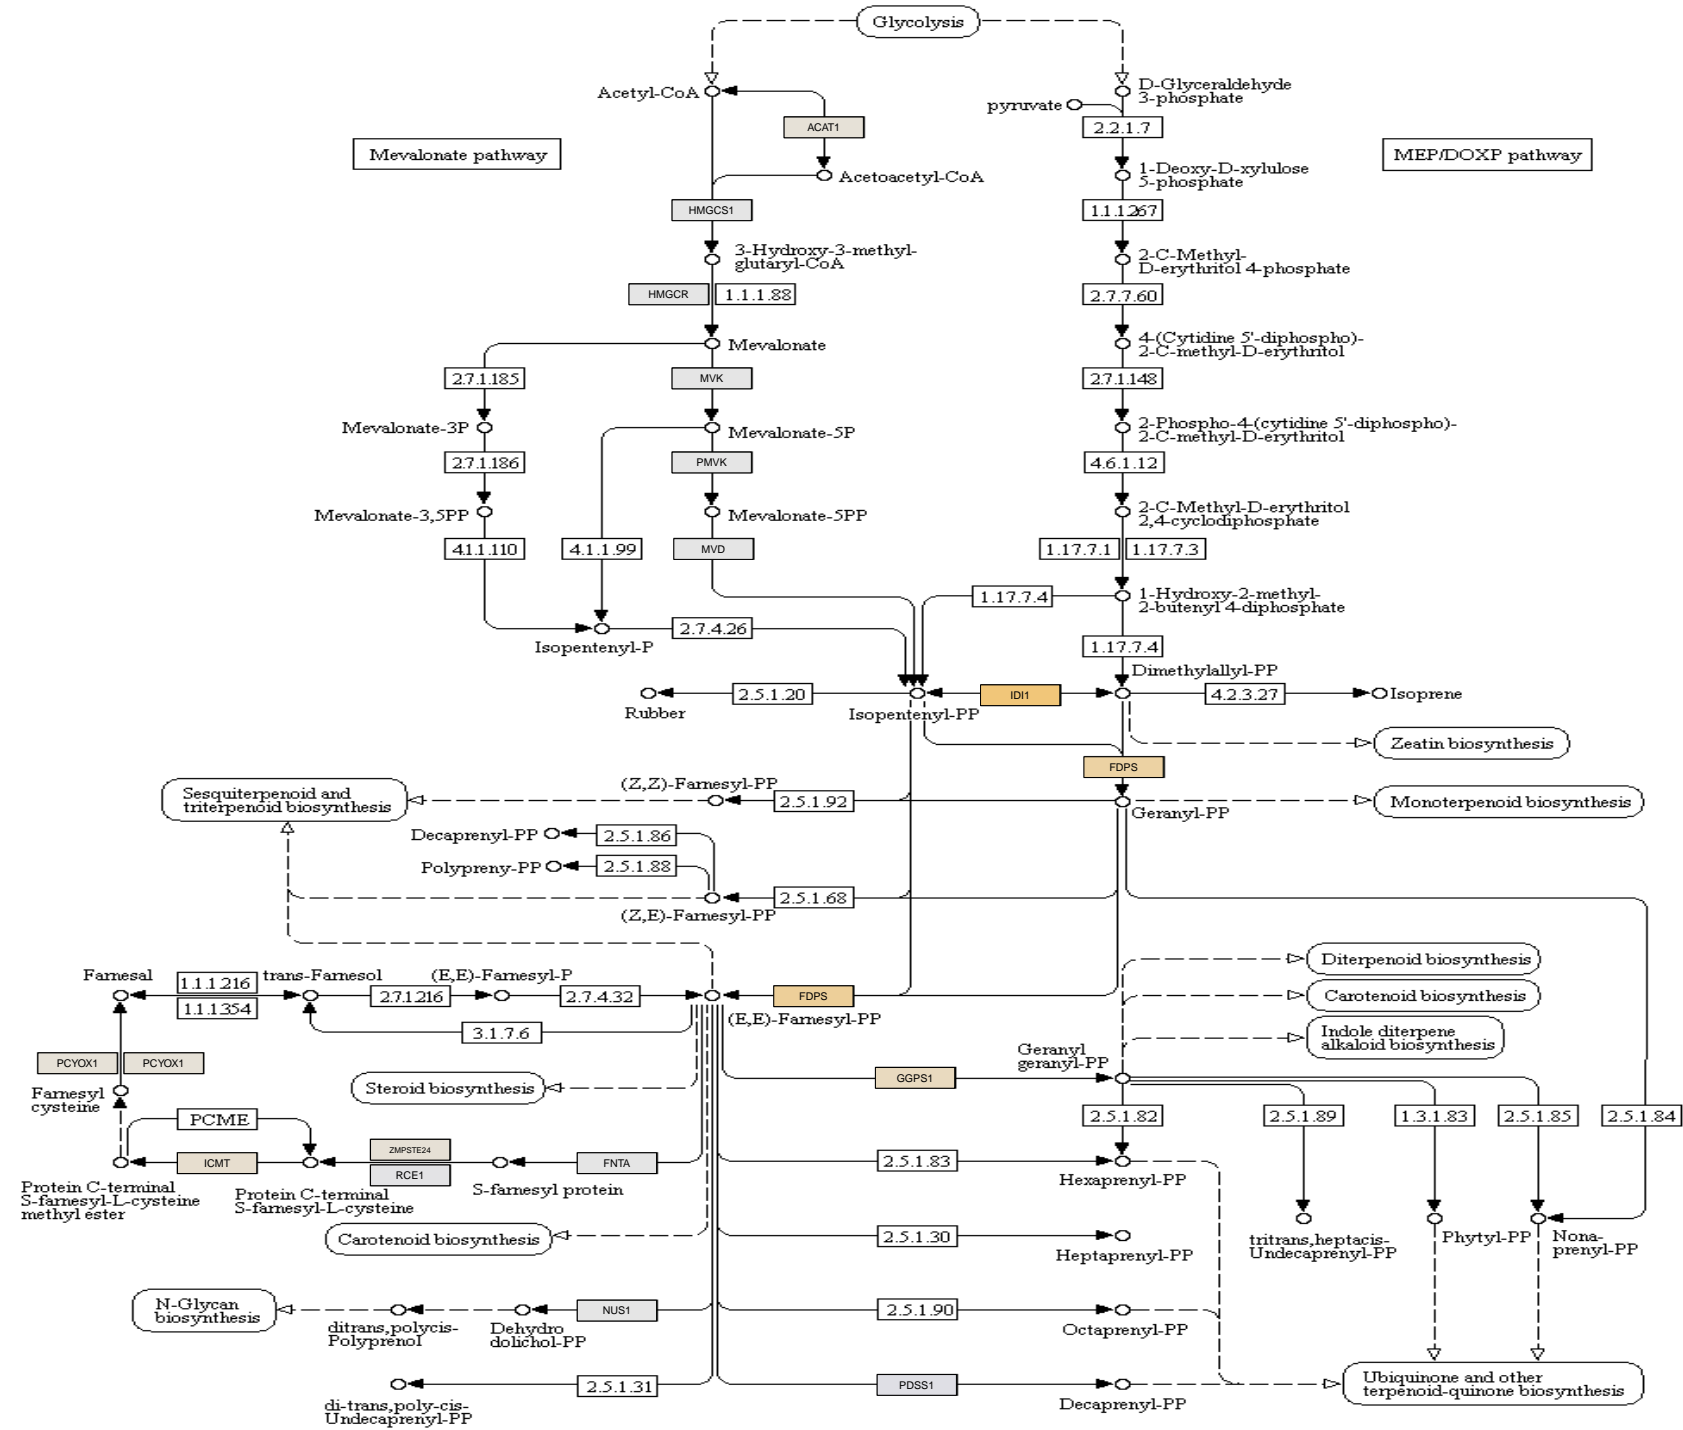 Glycolysis
Acetyl-CoA
D-Glyceraldehyde
3-phosphate
pyruvate
ACAT1
2.2.1.7
Mevalonate pathway
MEP/DOXP pathway
Acetoacetyl-CoA
1-Deoxy-D-xylulose
5-phosphate
HMGCS1
1.1.1.267
3-Hydroxy-3-methyl-
glutaryl-CoA
2-C-Methyl-
D-erythritol 4-phosphate
HMGCR
1.1.1.88
2.7.7.60
Mevalonate
4-(Cytidine 5'-diphospho)-
2-C-methyl-D-erythritol
2.7.1.185
MVK
2.7.1.148
Mevalonate-3P
Mevalonate-5P
2-Phospho-4-(cytidine 5'-diphospho)-
2-C-methyl-D-erythritol
2.7.1.186
PMVK
4.6.1.12
Mevalonate-3,5PP
Mevalonate-5PP
2-C-Methyl-D-erythritol
2,4-cyclodiphosphate
4.1.1.110
4.1.1.99
MVD
1.17.7.1
1.17.7.3
1.17.7.4
1-Hydroxy-2-methyl-
2-butenyl 4-diphosphate
2.7.4.26
Isopentenyl-P
1.17.7.4
Dimethylallyl-PP
2.5.1.20
IDI1
4.2.3.27
Isoprene
Rubber
Isopentenyl-PP
Zeatin biosynthesis
FDPS
(Z,Z)-Farnesyl-PP
Sesquiterpenoid and
triterpenoid biosynthesis
2.5.1.92
Monoterpenoid biosynthesis
Geranyl-PP
Decaprenyl-PP
2.5.1.86
Polypreny-PP
2.5.1.88
2.5.1.68
(Z,E)-Farnesyl-PP
Diterpenoid biosynthesis
Farnesal
1.1.1.216
trans-Farnesol
(E,E)-Farnesyl-P
2.7.1.216
2.7.4.32
FDPS
Carotenoid biosynthesis
1.1.1.354
(E,E)-Farnesyl-PP
3.1.7.6
Indole diterpene
alkaloid biosynthesis
PCYOX1
PCYOX1
Geranyl
geranyl-PP
GGPS1
Steroid biosynthesis
Farnesyl
cysteine
PCME
2.5.1.82
2.5.1.89
1.3.1.83
2.5.1.85
2.5.1.84
ZMPSTE24
ICMT
RCE1
FNTA
2.5.1.83
Hexaprenyl-PP
Protein C-terminal
S-farnesyl-L-cysteine
methyl ester
Protein C-terminal
S-farnesyl-L-cysteine
S-farnesyl protein
Carotenoid biosynthesis
2.5.1.30
Heptaprenyl-PP
tritrans,heptacis-
Undecaprenyl-PP
Phytyl-PP
Nona-
prenyl-PP
N-Glycan
biosynthesis
NUS1
2.5.1.90
ditrans,polycis-
Polyprenol
Dehydro
dolichol-PP
Octaprenyl-PP
2.5.1.31
PDSS1
Ubiquinone and other
terpenoid-quinone biosynthesis
di-trans,poly-cis-
Undecaprenyl-PP
Decaprenyl-PP